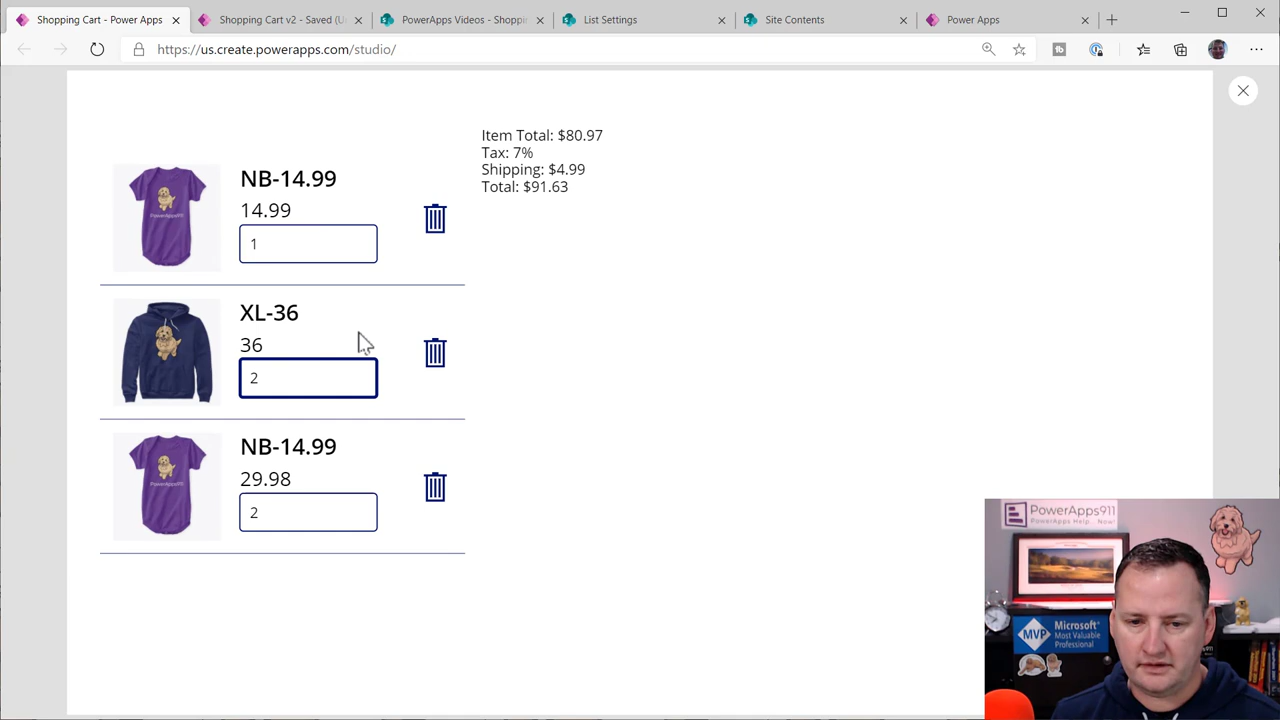 Shopping Cart - Power Apps
Shopping Cart v2 - Saved (U
PowerApps Videos - Shoppin
List Settings
Site Contents
Power Apps
https://us.create.powerapps.com/studio/
Item Total: $80.97
Tax: 7%
Shipping: $4.99
Total: $91.63
NB-14.99
14.99
1
PowerApps911
XL-36
36
2
NB-14.99
29.98
2
PowerApps911
PowerApps911
PowerApps Help.. Now!
Microsoft®
Most Valuable
Professional
MVP